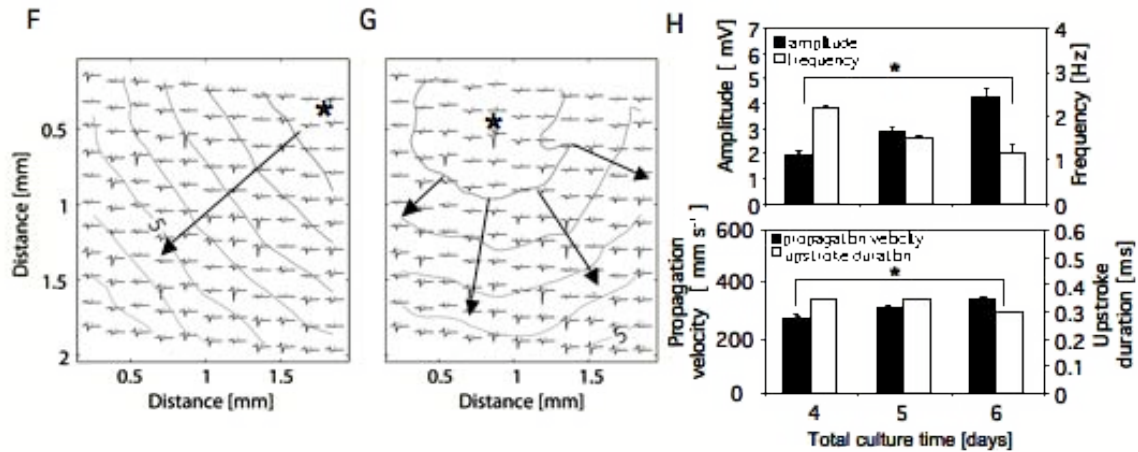 F
*
0.5
1
1.5
2
Distance [mm]
5
0.5
1
1.5
Distance [mm]
G
*
5
0.5
1
1.5
Distance [mm]
H
7
6
5
4
3
2
1
0
Amplitude [ mV]
amplitude
frequency
*
4
3
2
1
0
Frequency [Hz]
600
400
200
0
Propagation
velocity [ mm s⁻¹
propagation velocity
upstroke duration
*
0.6
0.5
0.4
0.3
0.2
0.1
0
Upstroke
duration [ms]
4 5 6
Total culture time [days]